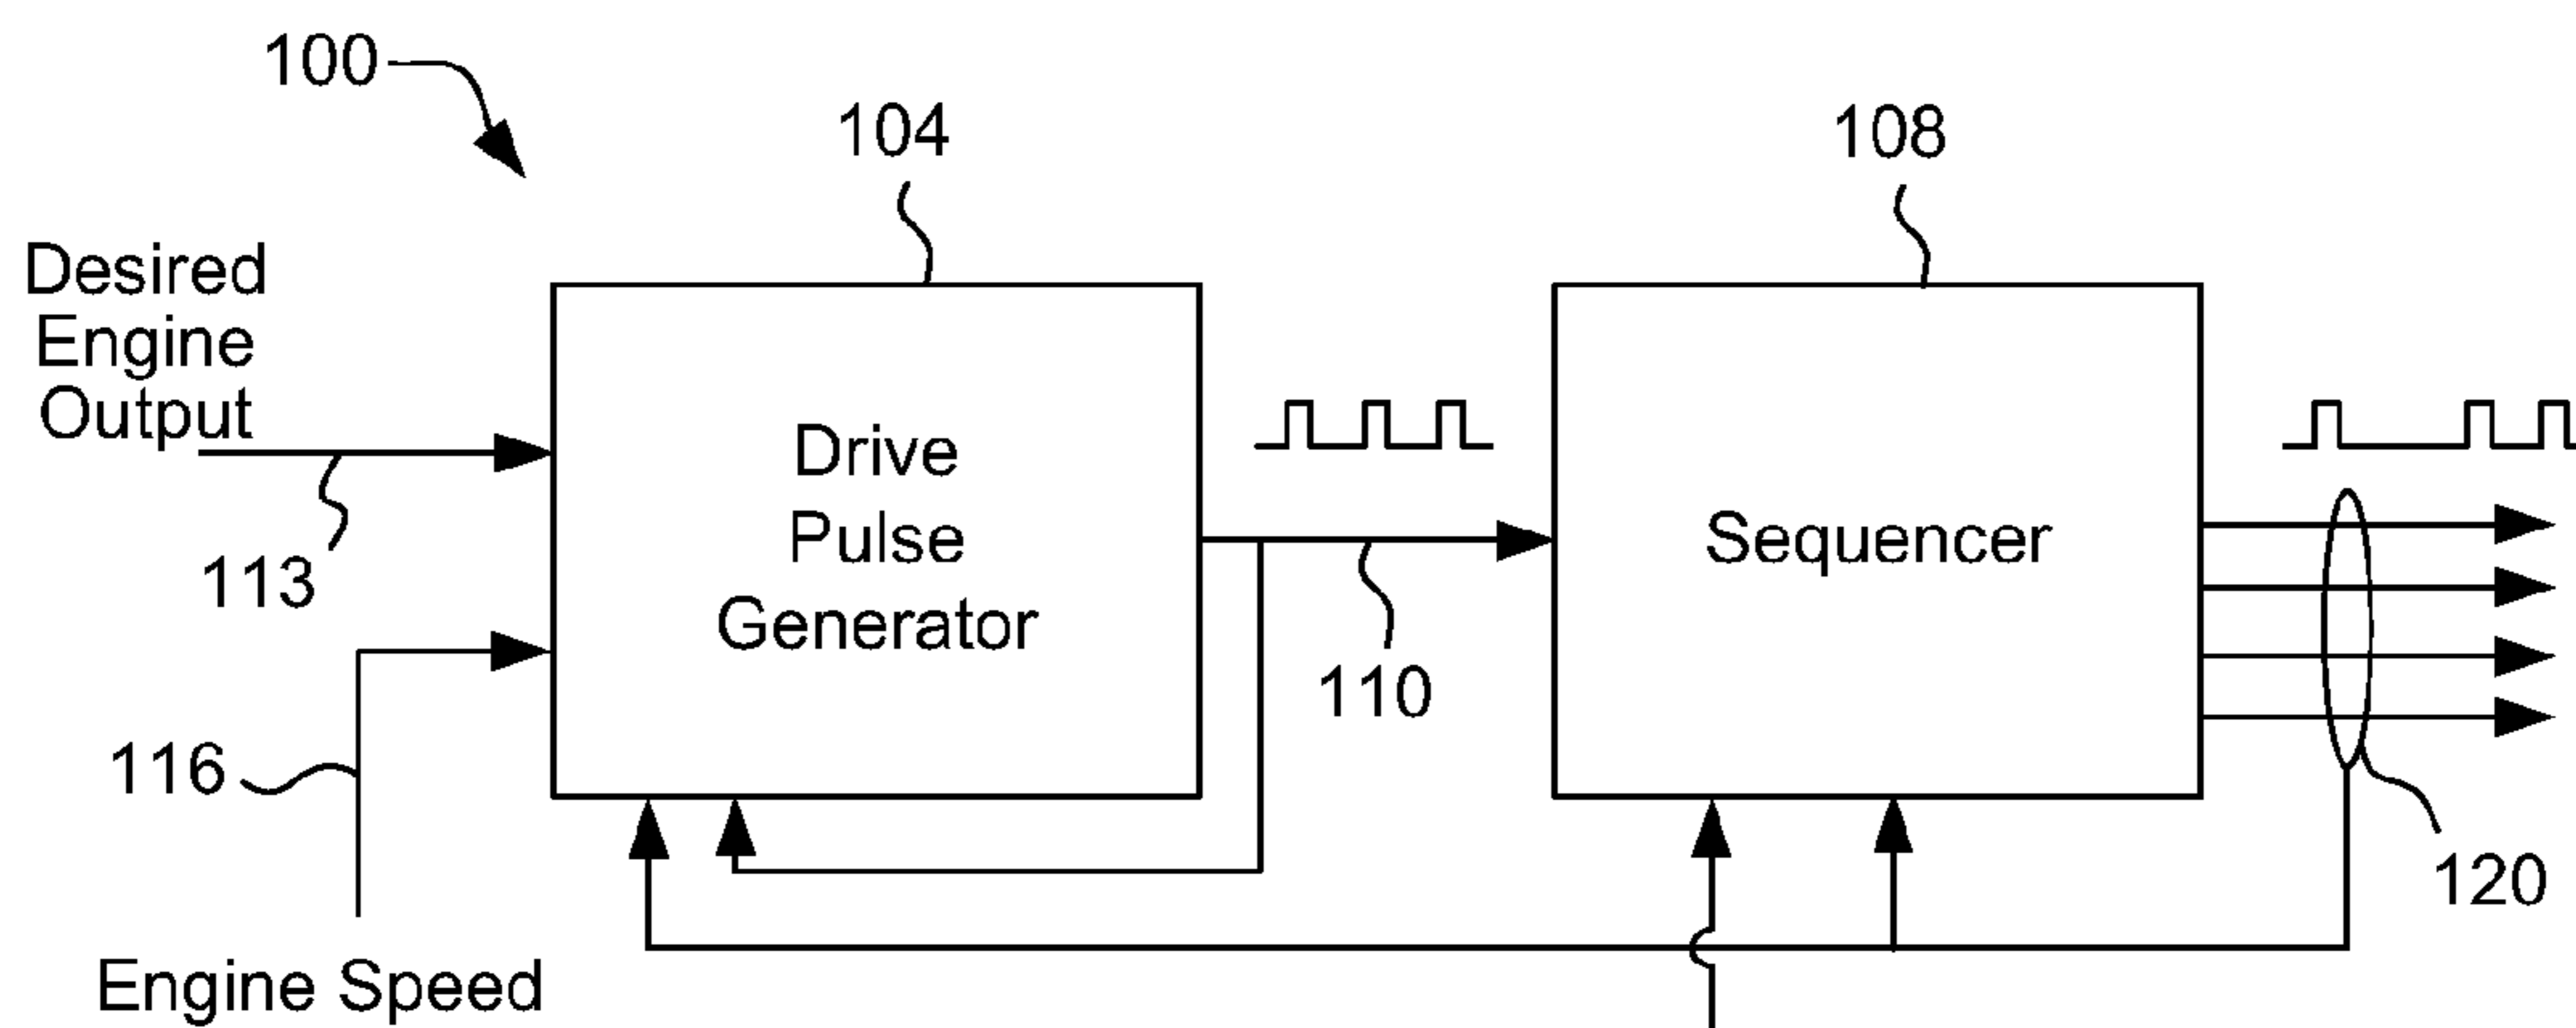 100
104
108
Desired
Engine
Output
113
Drive
Pulse
Generator
110
Sequencer
116
120
Engine Speed